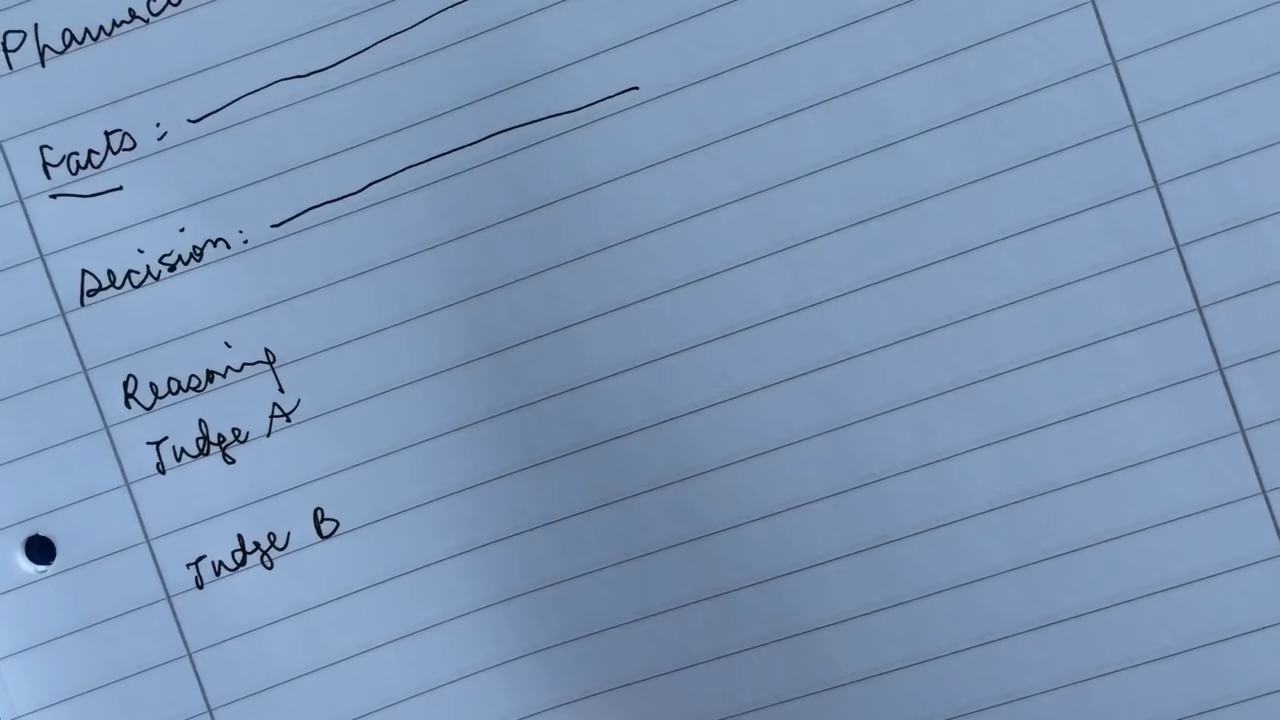 Facts :
Decision :
Reasoning
Judge A
Judge B